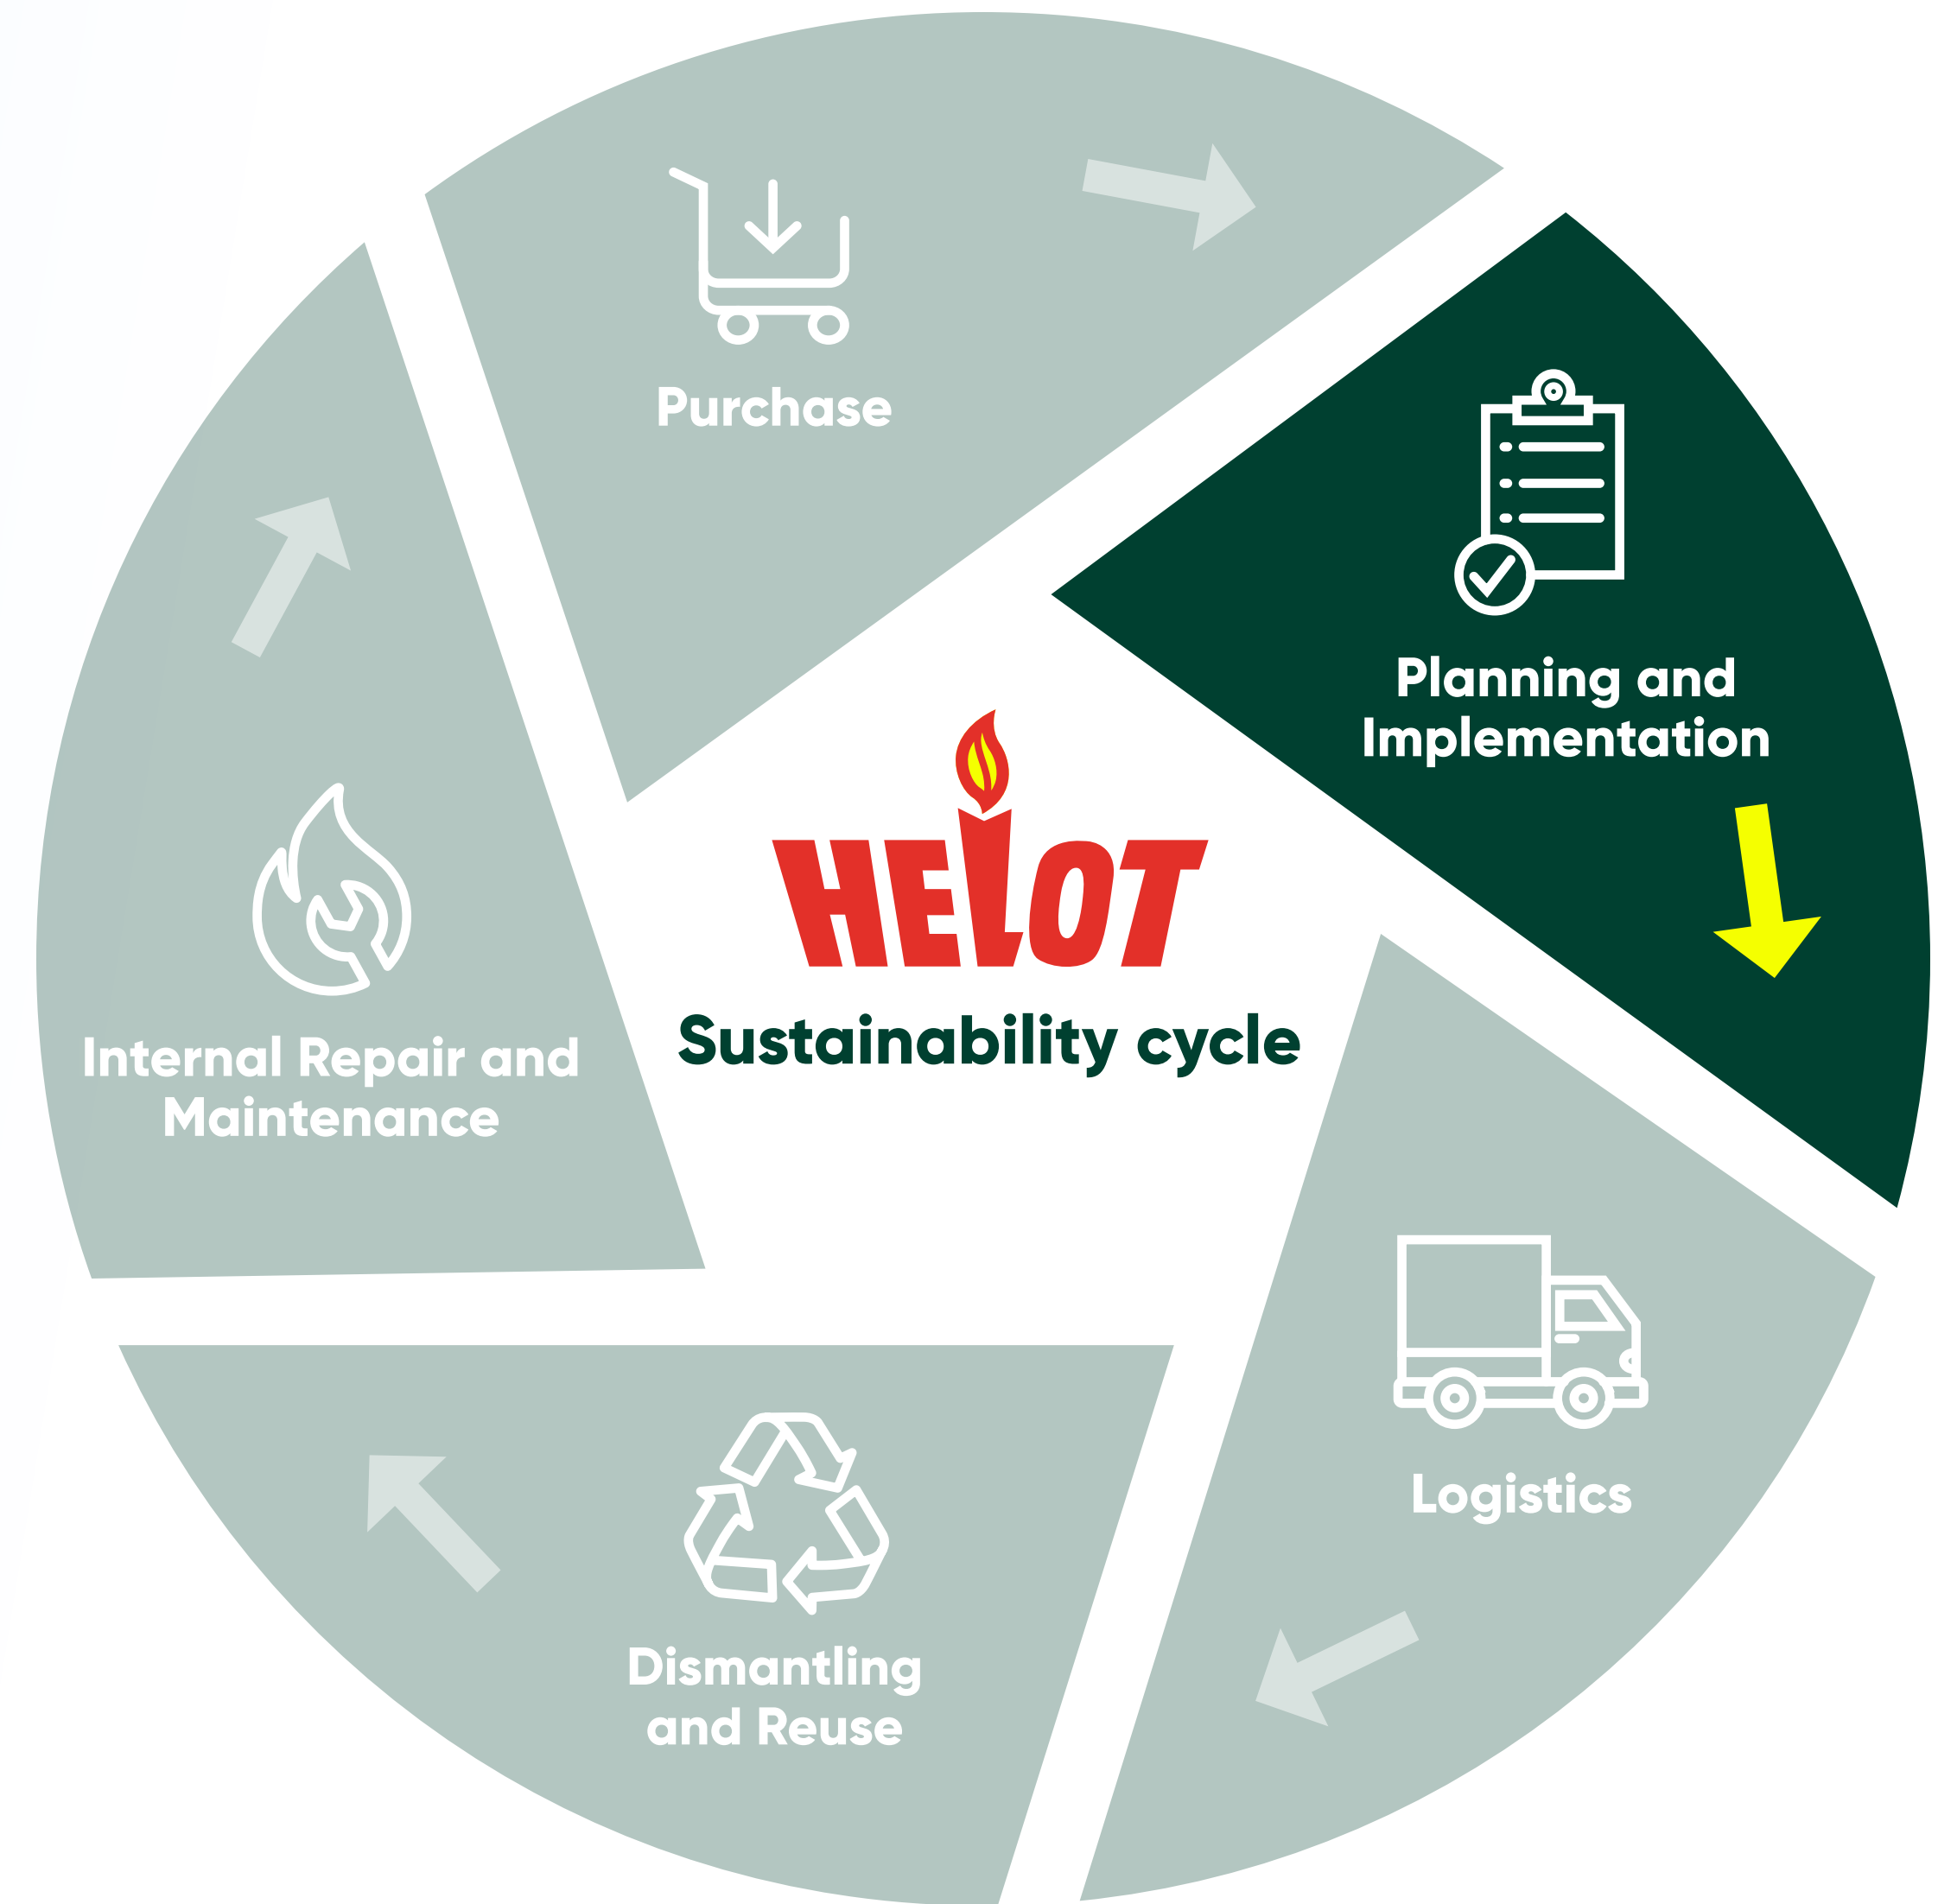 Purchase
Planning and
Implementation
HELOT
Sustainability cycle
Internal Repair and
Maintenance
Logistics
Dismantling
and Reuse